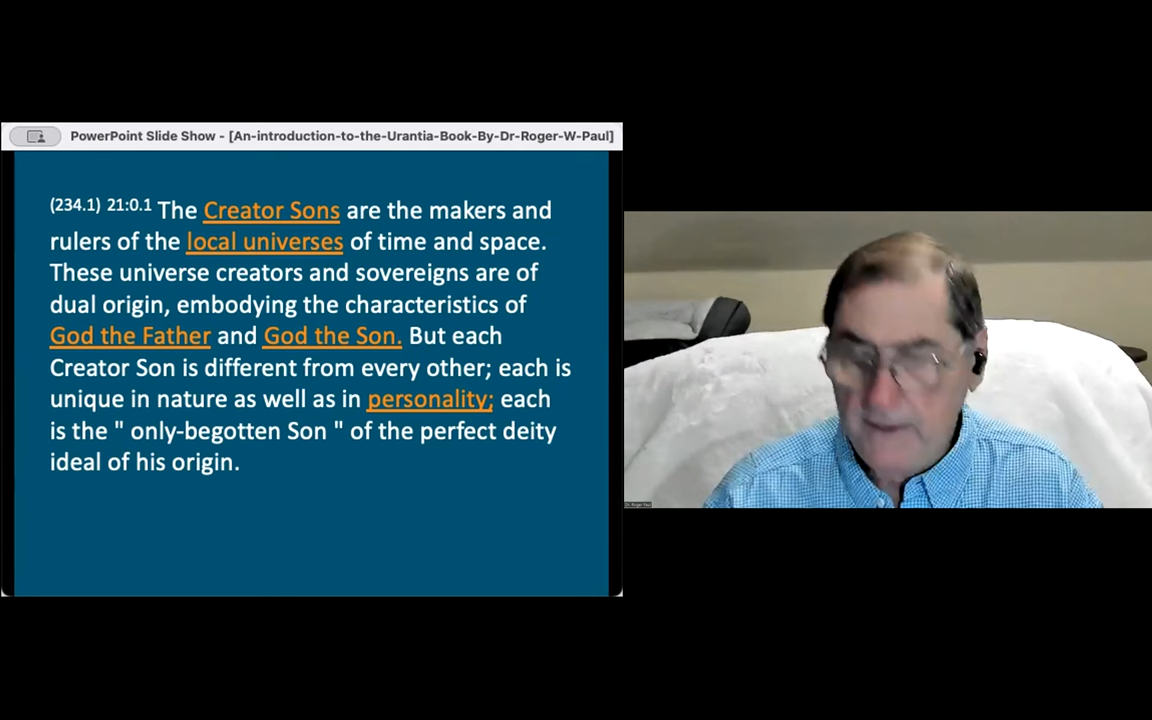 PowerPoint Slide Show - [An-introduction-to-the-Urantia-Book-By-Dr-Roger-W-Paul]
(234.1) 21:0.1 The Creator Sons are the makers and
rulers of the local universes of time and space.
These universe creators and sovereigns are of
dual origin, embodying the characteristics of
God the Father and God the Son. But each
Creator Son is different from every other; each is
unique in nature as well as in personality; each
is the " only-begotten Son " of the perfect deity
ideal of his origin.
Dr. Roger Paul